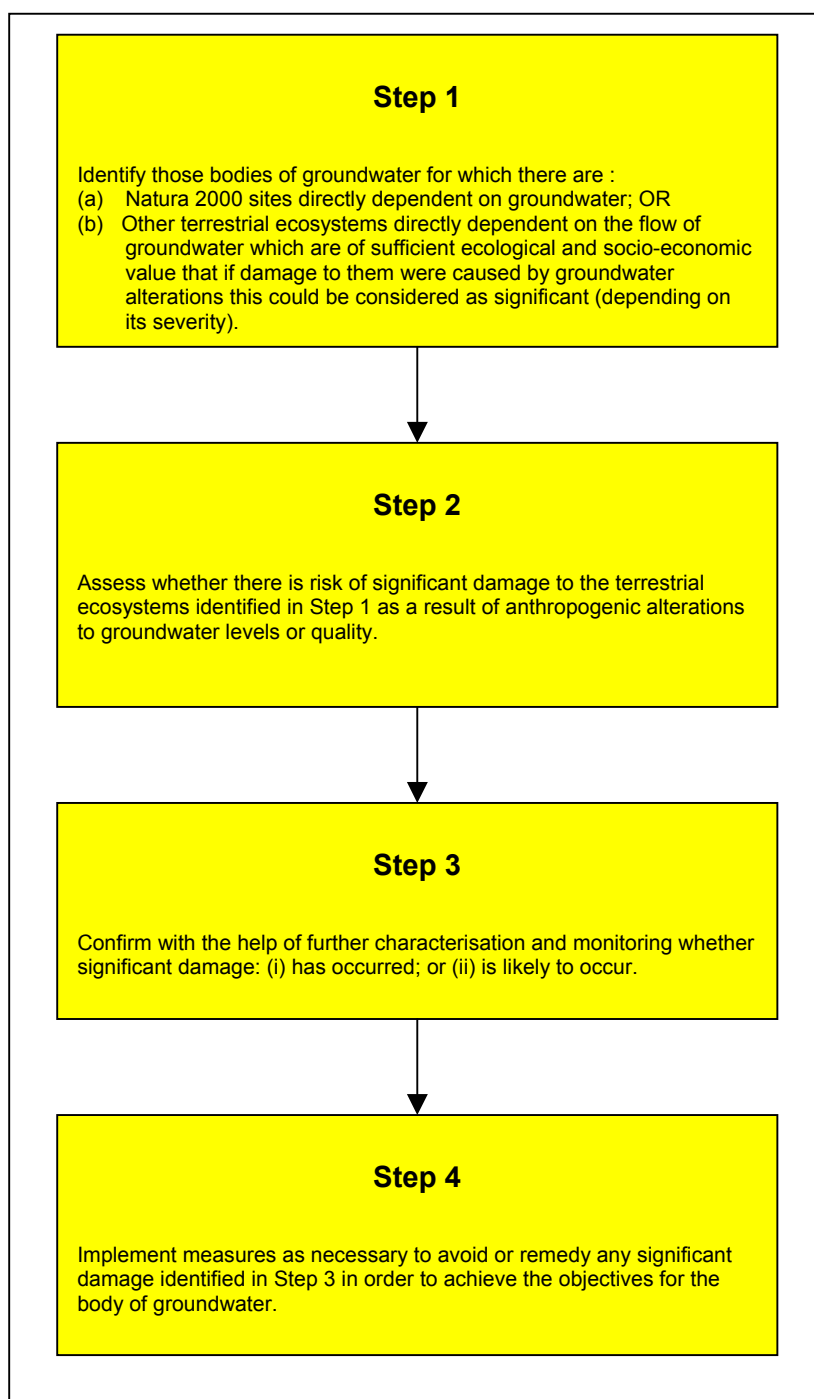 Step 1
Identify those bodies of groundwater for which there are :
(a) Natura 2000 sites directly dependent on groundwater; OR
(b) Other terrestrial ecosystems directly dependent on the flow of
groundwater which are of sufficient ecological and socio-economic
value that if damage to them were caused by groundwater
alterations this could be considered as significant (depending on
its severity).
Step 2
Assess whether there is risk of significant damage to the terrestrial
ecosystems identified in Step 1 as a result of anthropogenic alterations
to groundwater levels or quality.
Step 3
Confirm with the help of further characterisation and monitoring whether
significant damage: (i) has occurred; or (ii) is likely to occur.
Step 4
Implement measures as necessary to avoid or remedy any significant
damage identified in Step 3 in order to achieve the objectives for the
body of groundwater.